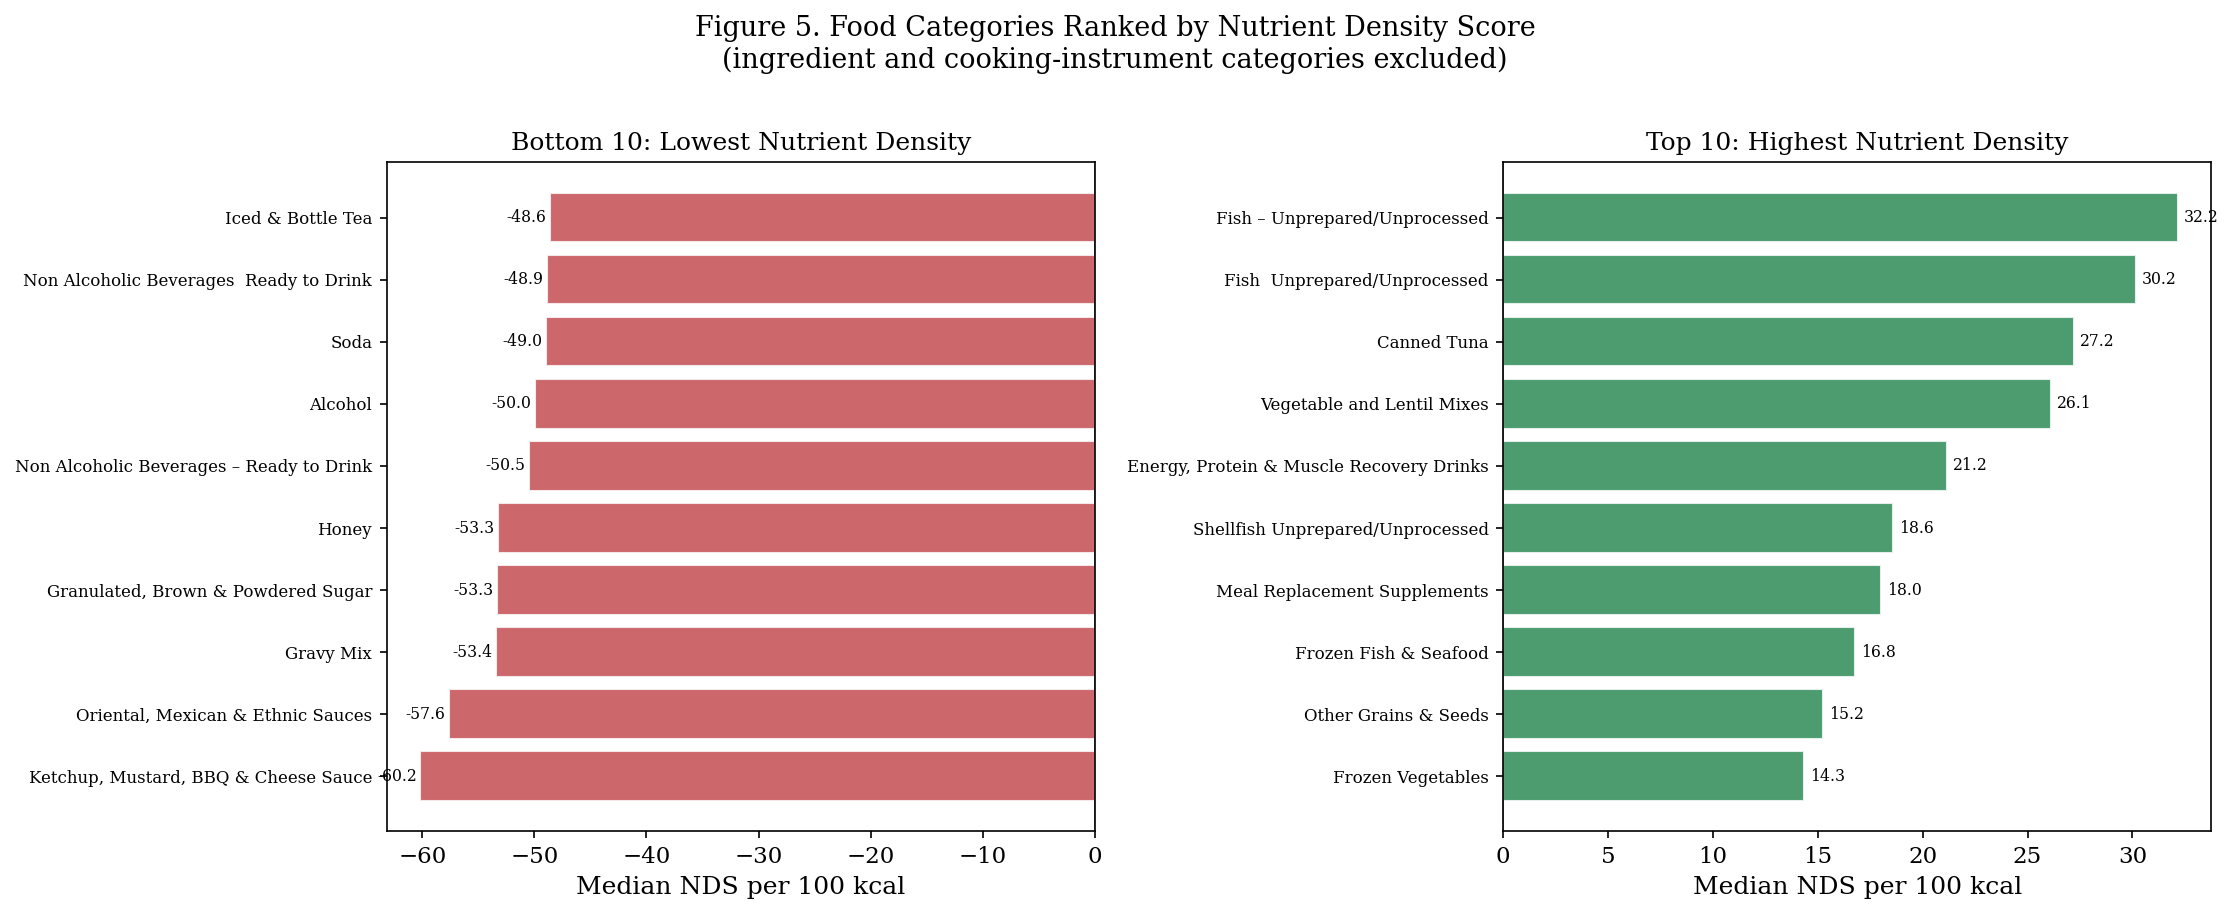 Figure 5. Food Categories Ranked by Nutrient Density Score
(ingredient and cooking-instrument categories excluded)
Bottom 10: Lowest Nutrient Density
Iced & Bottle Tea
-48.6
Non Alcoholic Beverages  Ready to Drink
-48.9
Soda
-49.0
Alcohol
-50.0
Non Alcoholic Beverages – Ready to Drink
-50.5
Honey
-53.3
Granulated, Brown & Powdered Sugar
-53.3
Gravy Mix
-53.4
Oriental, Mexican & Ethnic Sauces
-57.6
Ketchup, Mustard, BBQ & Cheese Sauce
-60.2
−60 −50 −40 −30 −20 −10 0
Median NDS per 100 kcal
Top 10: Highest Nutrient Density
Fish – Unprepared/Unprocessed
32.2
Fish  Unprepared/Unprocessed
30.2
Canned Tuna
27.2
Vegetable and Lentil Mixes
26.1
Energy, Protein & Muscle Recovery Drinks
21.2
Shellfish Unprepared/Unprocessed
18.6
Meal Replacement Supplements
18.0
Frozen Fish & Seafood
16.8
Other Grains & Seeds
15.2
Frozen Vegetables
14.3
0 5 10 15 20 25 30
Median NDS per 100 kcal